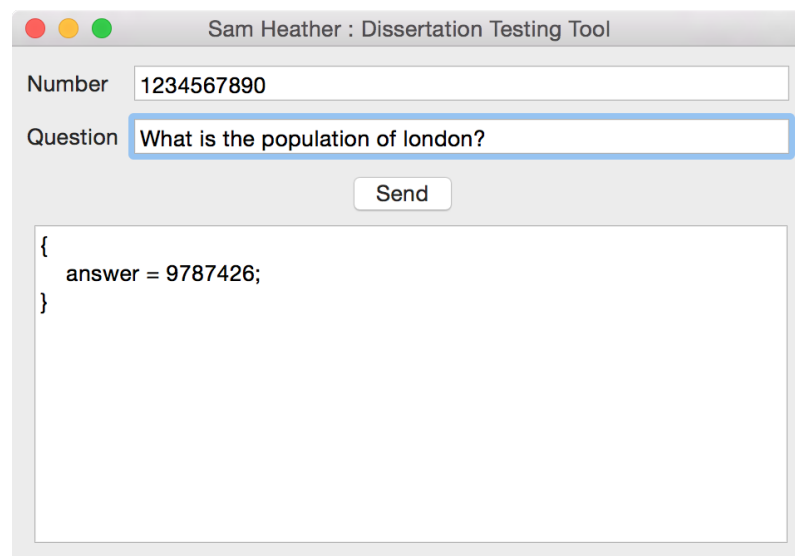 Sam Heather : Dissertation Testing Tool
Number 1234567890
Question What is the population of london?
Send
{
answer = 9787426;
}